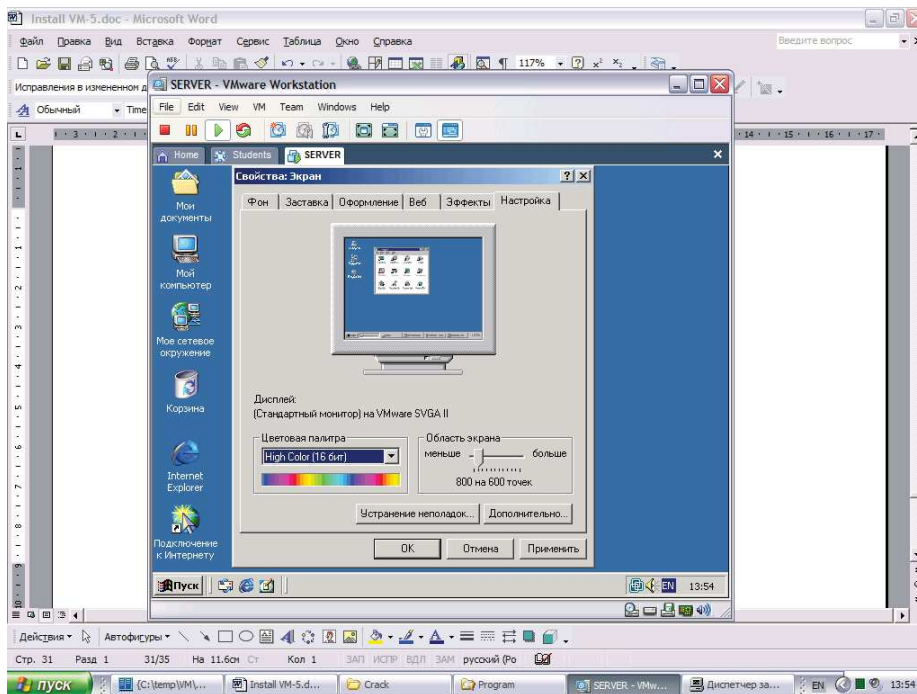 Install VM-5.doc - Microsoft Word
Файл Правка Вид Вставка Формат Сервис Таблица Окно Справка
Введите вопрос
117%
Исправления в измененном д
Обычный
Time
SERVER - VMware Workstation
File Edit View VM Team Windows Help
Home Students SERVER
Мои документы
Мой компьютер
Мое сетевое окружение
Корзина
Internet Explorer
Подключение к Интернету
Свойства: Экран
Фон Заставка Оформление Веб Эффекты Настройка
Дисплей:
(Стандартный монитор) на VMware SVGA II
Цветовая палитра
High Color (16 бит)
Область экрана
меньше больше
800 на 600 точек
Устранение неполадок... Дополнительно...
OK Отмена Применить
Пуск
EN 13:54
Действия Автофигуры
Стр. 31 Разд 1 31/35 На 11.6см Ст Кол 1 ЗАП ИСПР ВДЛ ЗАМ русский (Ро
пуск {C:\temp\VM\... Install VM-5.d... Crack Program SERVER - VMw... Диспетчер за... EN 13:54